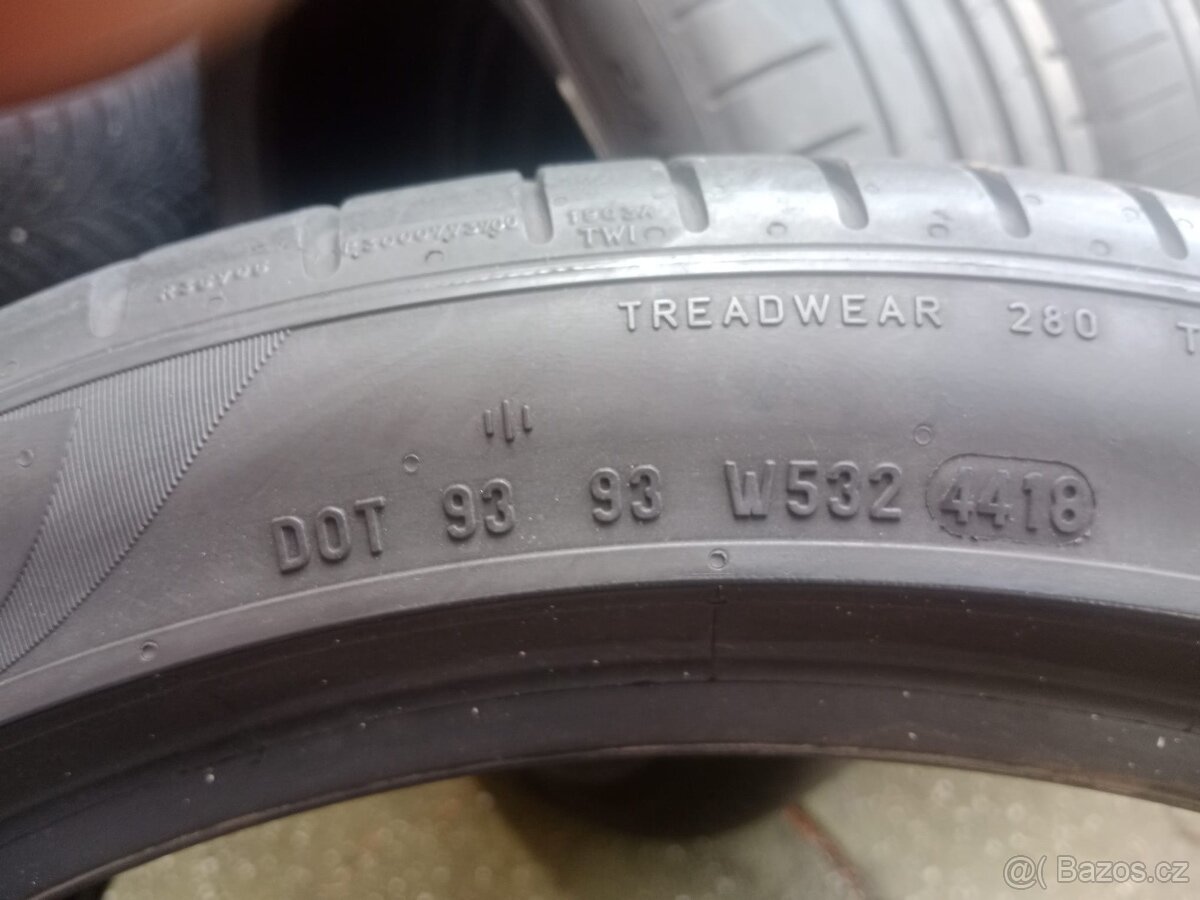 TWI
TREADWEAR 280 T
DOT 93 93 W532 4418
@( Bazos.cz